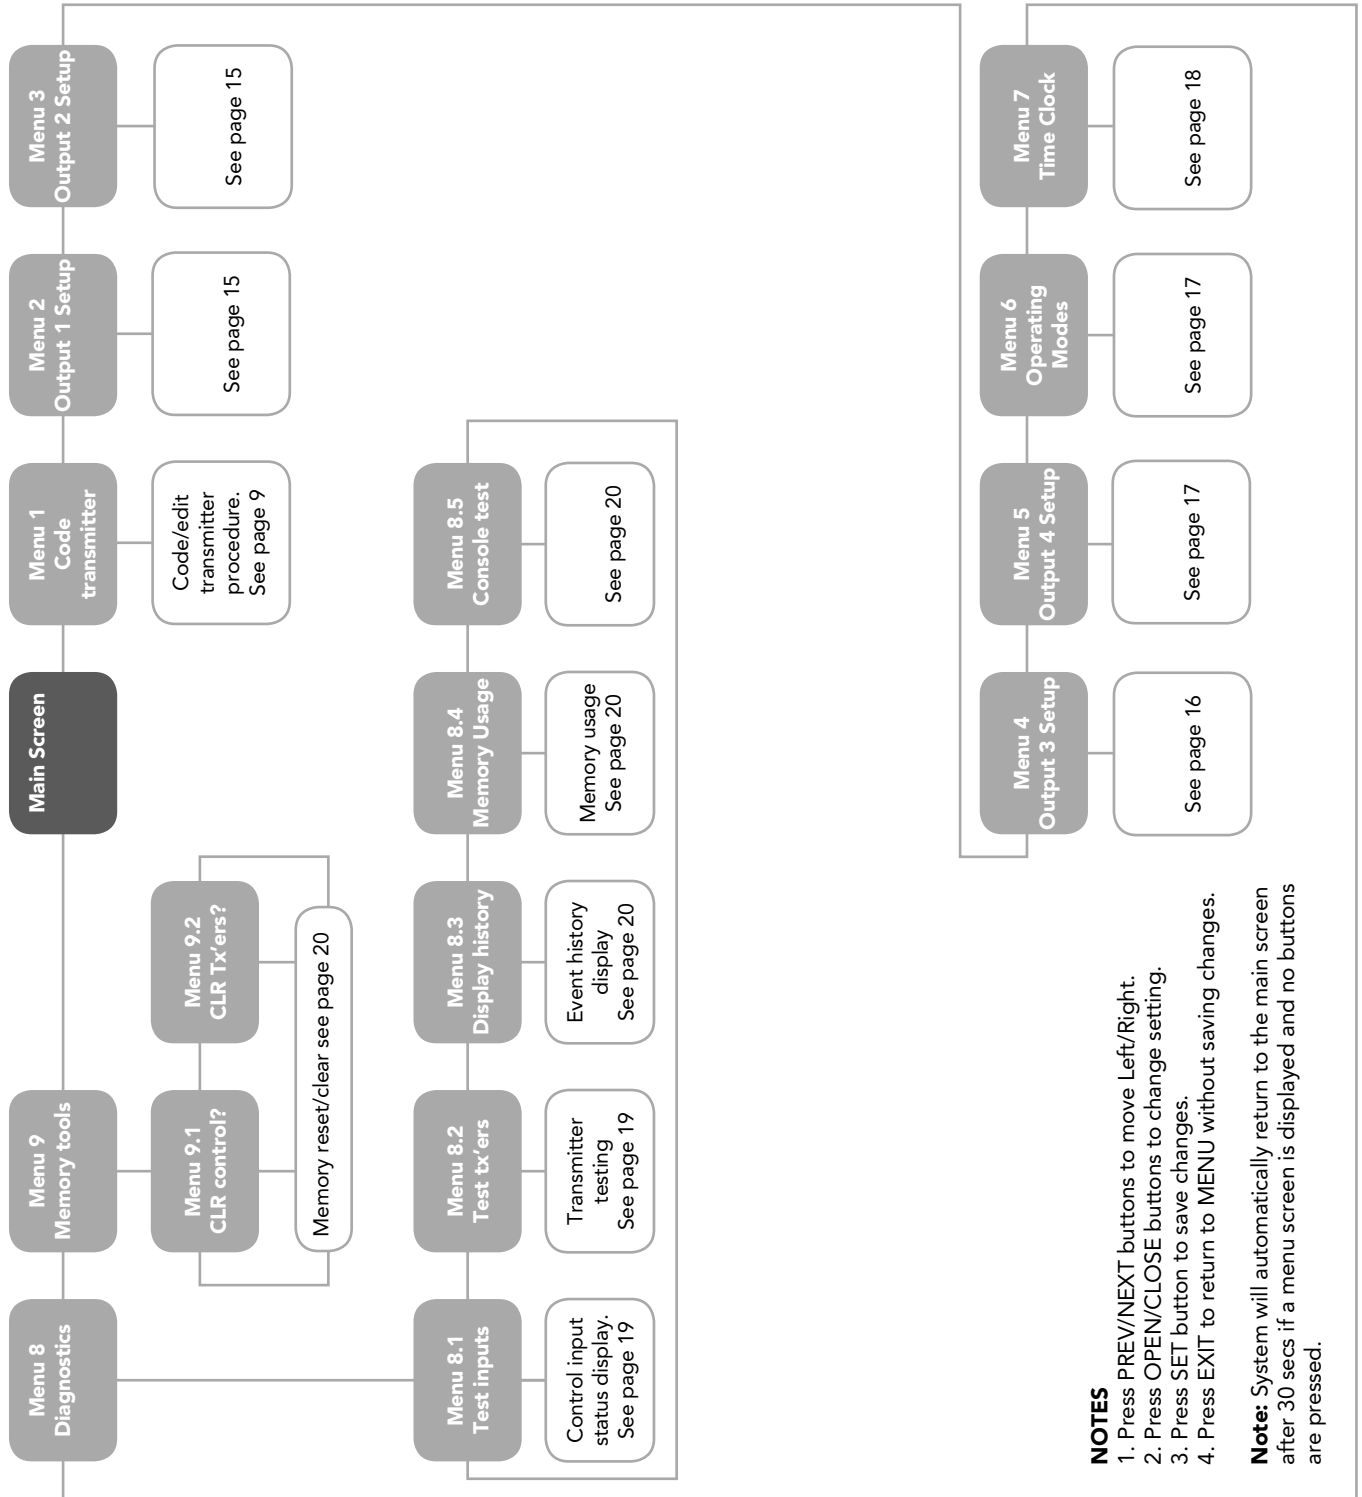 Menu 8
Diagnostics
Menu 9
Memory tools
Main Screen
Menu 1
Code
transmitter
Menu 2
Output 1 Setup
Menu 3
Output 2 Setup
Menu 9.1
CLR control?
Menu 9.2
CLR Tx'ers?
Code/edit
transmitter
procedure.
See page 9
See page 15
See page 15
Memory reset/clear see page 20
Menu 8.1
Test inputs
Menu 8.2
Test tx'ers
Menu 8.3
Display history
Menu 8.4
Memory Usage
Menu 8.5
Console test
Control input
status display.
See page 19
Transmitter
testing
See page 19
Event history
display
See page 20
Memory usage
See page 20
See page 20
Menu 4
Output 3 Setup
Menu 5
Output 4 Setup
Menu 6
Operating
Modes
Menu 7
Time Clock
See page 16
See page 17
See page 17
See page 18
NOTES
1. Press PREV/NEXT buttons to move Left/Right.
2. Press OPEN/CLOSE buttons to change setting.
3. Press SET button to save changes.
4. Press EXIT to return to MENU without saving changes.
Note: System will automatically return to the main screen
after 30 secs if a menu screen is displayed and no buttons
are pressed.